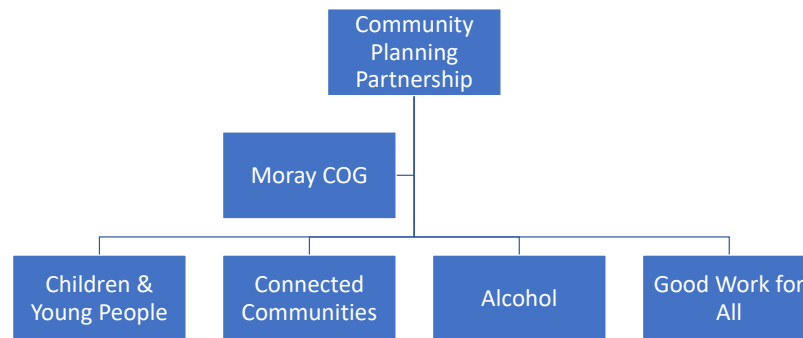 Community
Planning
Partnership
Moray COG
Children &
Young People
Connected
Communities
Alcohol
Good Work for
All